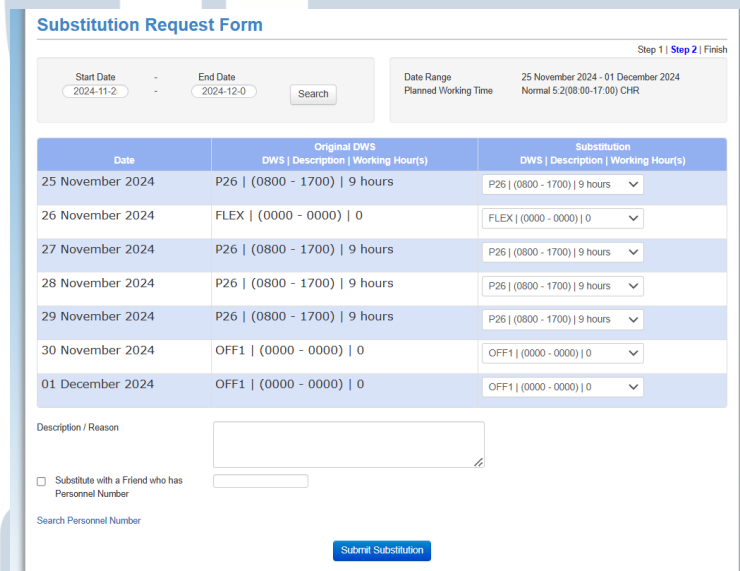 Substitution Request Form
Step 1 | Step 2 | Finish
Start Date - End Date
2024-11-2 - 2024-12-0 Search
Date Range 25 November 2024 - 01 December 2024
Planned Working Time Normal 5:2(08:00-17:00) CHR
Original DWS Substitution
Date DWS | Description | Working Hour(s) DWS | Description | Working Hour(s)
25 November 2024 P26 | (0800 - 1700) | 9 hours P26 | (0800 - 1700) | 9 hours
26 November 2024 FLEX | (0000 - 0000) | 0 FLEX | (0000 - 0000) | 0
27 November 2024 P26 | (0800 - 1700) | 9 hours P26 | (0800 - 1700) | 9 hours
28 November 2024 P26 | (0800 - 1700) | 9 hours P26 | (0800 - 1700) | 9 hours
29 November 2024 P26 | (0800 - 1700) | 9 hours P26 | (0800 - 1700) | 9 hours
30 November 2024 OFF1 | (0000 - 0000) | 0 OFF1 | (0000 - 0000) | 0
01 December 2024 OFF1 | (0000 - 0000) | 0 OFF1 | (0000 - 0000) | 0
Description / Reason
Substitute with a Friend who has
Personnel Number
Search Personnel Number
Submit Substitution